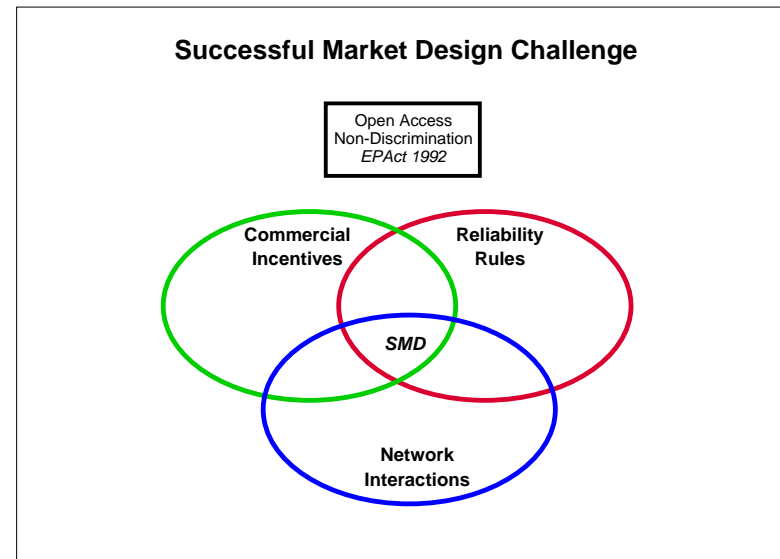 Successful Market Design Challenge
Open Access
Non-Discrimination
EPAct 1992
Commercial
Incentives
Reliability
Rules
SMD
Network
Interactions